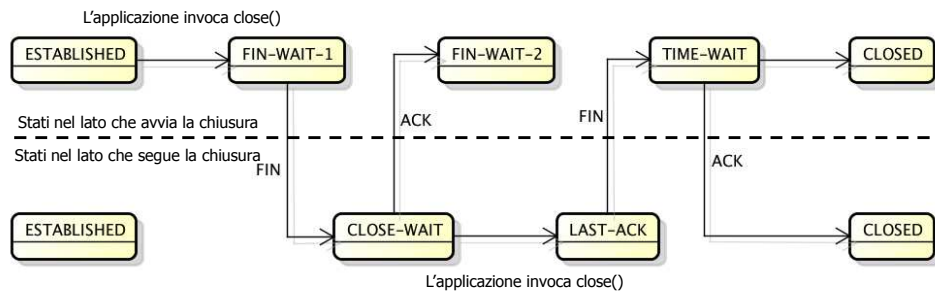 L'applicazione invoca close()
ESTABLISHED
FIN-WAIT-1
FIN-WAIT-2
TIME-WAIT
CLOSED
ACK
FIN
Stati nel lato che avvia la chiusura
Stati nel lato che segue la chiusura
FIN
ACK
ESTABLISHED
CLOSE-WAIT
LAST-ACK
CLOSED
L'applicazione invoca close()